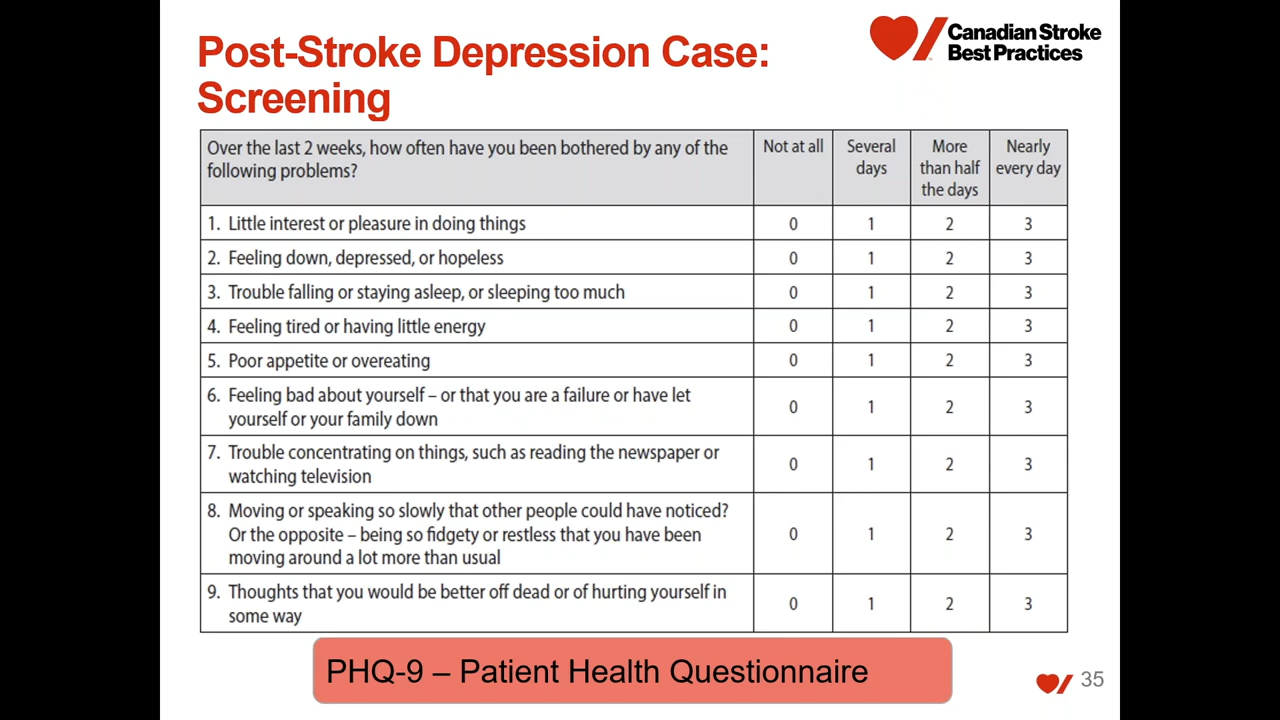 Post-Stroke Depression Case:
Screening
Canadian Stroke
Best Practices
Over the last 2 weeks, how often have you been bothered by any of the
following problems?
Not at all
Several
days
More
than half
the days
Nearly
every day
1. Little interest or pleasure in doing things 0 1 2 3
2. Feeling down, depressed, or hopeless 0 1 2 3
3. Trouble falling or staying asleep, or sleeping too much 0 1 2 3
4. Feeling tired or having little energy 0 1 2 3
5. Poor appetite or overeating 0 1 2 3
6. Feeling bad about yourself – or that you are a failure or have let
yourself or your family down
0 1 2 3
7. Trouble concentrating on things, such as reading the newspaper or
watching television
0 1 2 3
8. Moving or speaking so slowly that other people could have noticed?
Or the opposite – being so fidgety or restless that you have been
moving around a lot more than usual
0 1 2 3
9. Thoughts that you would be better off dead or of hurting yourself in
some way
0 1 2 3
PHQ-9 – Patient Health Questionnaire
35